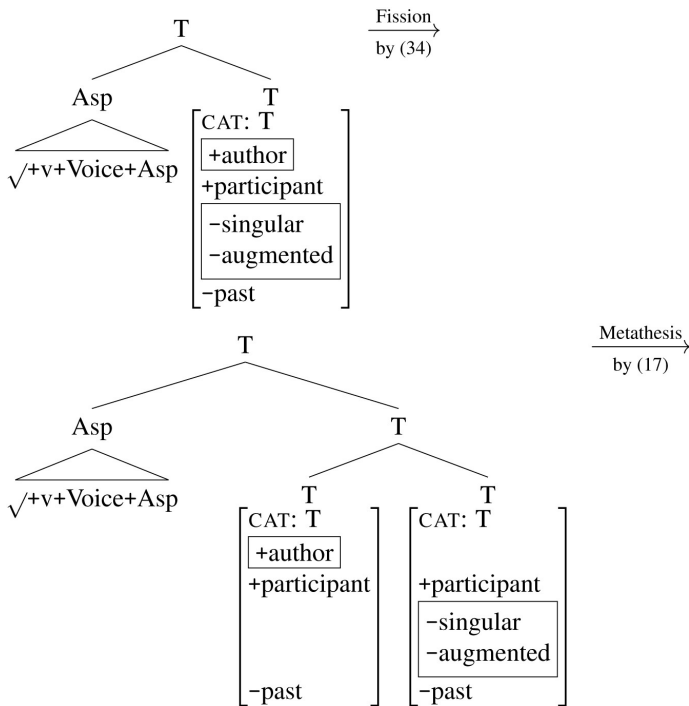 T
Fission
by (34)
Asp T
√+v+Voice+Asp
CAT: T
+author
+participant
−singular
−augmented
−past
T
Metathesis
by (17)
Asp T
√+v+Voice+Asp
T T
CAT: T CAT: T
+author
+participant +participant
−singular
−augmented
−past −past